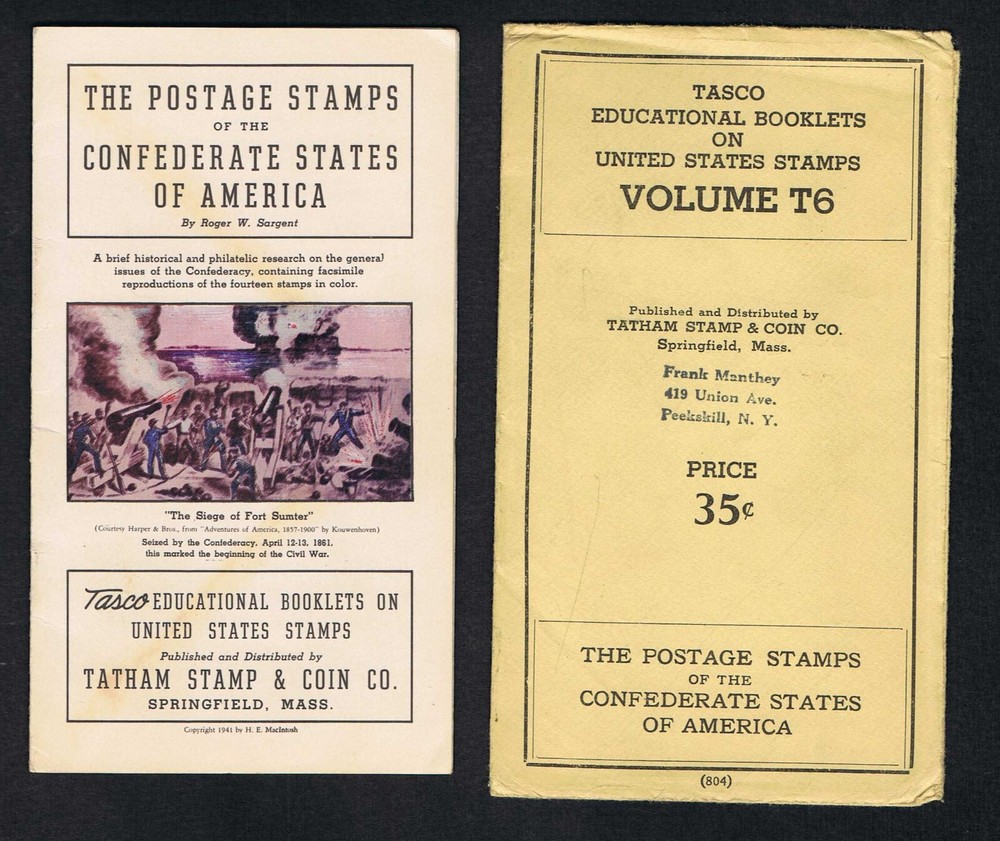 THE POSTAGE STAMPS
OF THE
CONFEDERATE STATES
OF AMERICA
By Roger W. Sargent
A brief historical and philatelic research on the general
issues of the Confederacy, containing facsimile
reproductions of the fourteen stamps in color.
"The Siege of Fort Sumter"
(Courtesy Harper & Bros., from "Adventures of America, 1857-1900" by Kouwenhoven)
Seized by the Confederacy, April 12-13, 1861,
this marked the beginning of the Civil War.
Tasco EDUCATIONAL BOOKLETS ON
UNITED STATES STAMPS
Published and Distributed by
TATHAM STAMP & COIN CO.
SPRINGFIELD, MASS.
Copyright 1941 by H. E. MacIntosh
TASCO
EDUCATIONAL BOOKLETS
ON
UNITED STATES STAMPS
VOLUME T6
Published and Distributed by
TATHAM STAMP & COIN CO.
Springfield, Mass.
Frank Manthey
419 Union Ave.
Peekskill, N. Y.
PRICE
35¢
THE POSTAGE STAMPS
OF THE
CONFEDERATE STATES
OF AMERICA
(804)